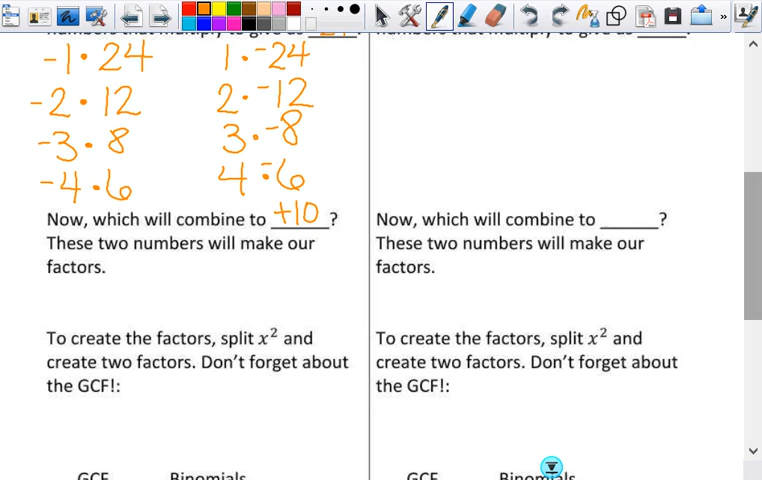 -1 · 24
1 · -24
-2 · 12
2 · -12
-3 · 8
3 · -8
-4 · 6
4 · -6
Now, which will combine to +10?
These two numbers will make our
factors.
To create the factors, split x² and
create two factors. Don't forget about
the GCF!:
GCF Binomials
Now, which will combine to ______?
These two numbers will make our
factors.
To create the factors, split x² and
create two factors. Don't forget about
the GCF!:
GCF Binomials